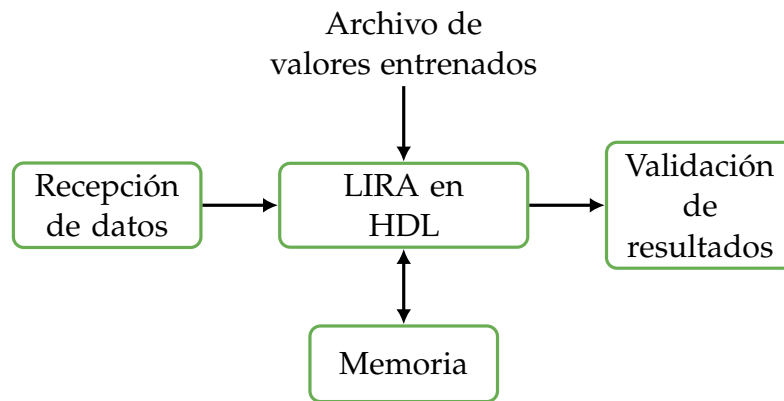 Archivo de
valores entrenados
Recepción
de datos
LIRA en
HDL
Validación
de
resultados
Memoria